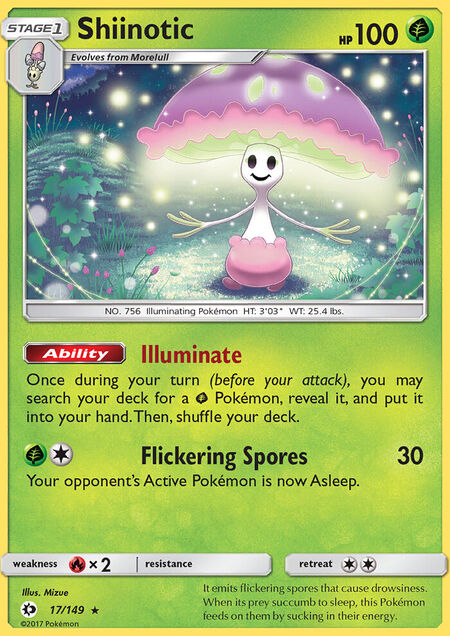 STAGE1 Shiinotic HP 100
Evolves from Morelull
NO. 756 Illuminating Pokémon HT: 3'03" WT: 25.4 lbs.
Ability Illuminate
Once during your turn (before your attack), you may
search your deck for a Pokémon, reveal it, and put it
into your hand. Then, shuffle your deck.
Flickering Spores 30
Your opponent's Active Pokémon is now Asleep.
weakness ×2 resistance retreat
Illus. Mizue
17/149 ★
©2017 Pokémon
It emits flickering spores that cause drowsiness.
When its prey succumb to sleep, this Pokémon
feeds on them by sucking in their energy.